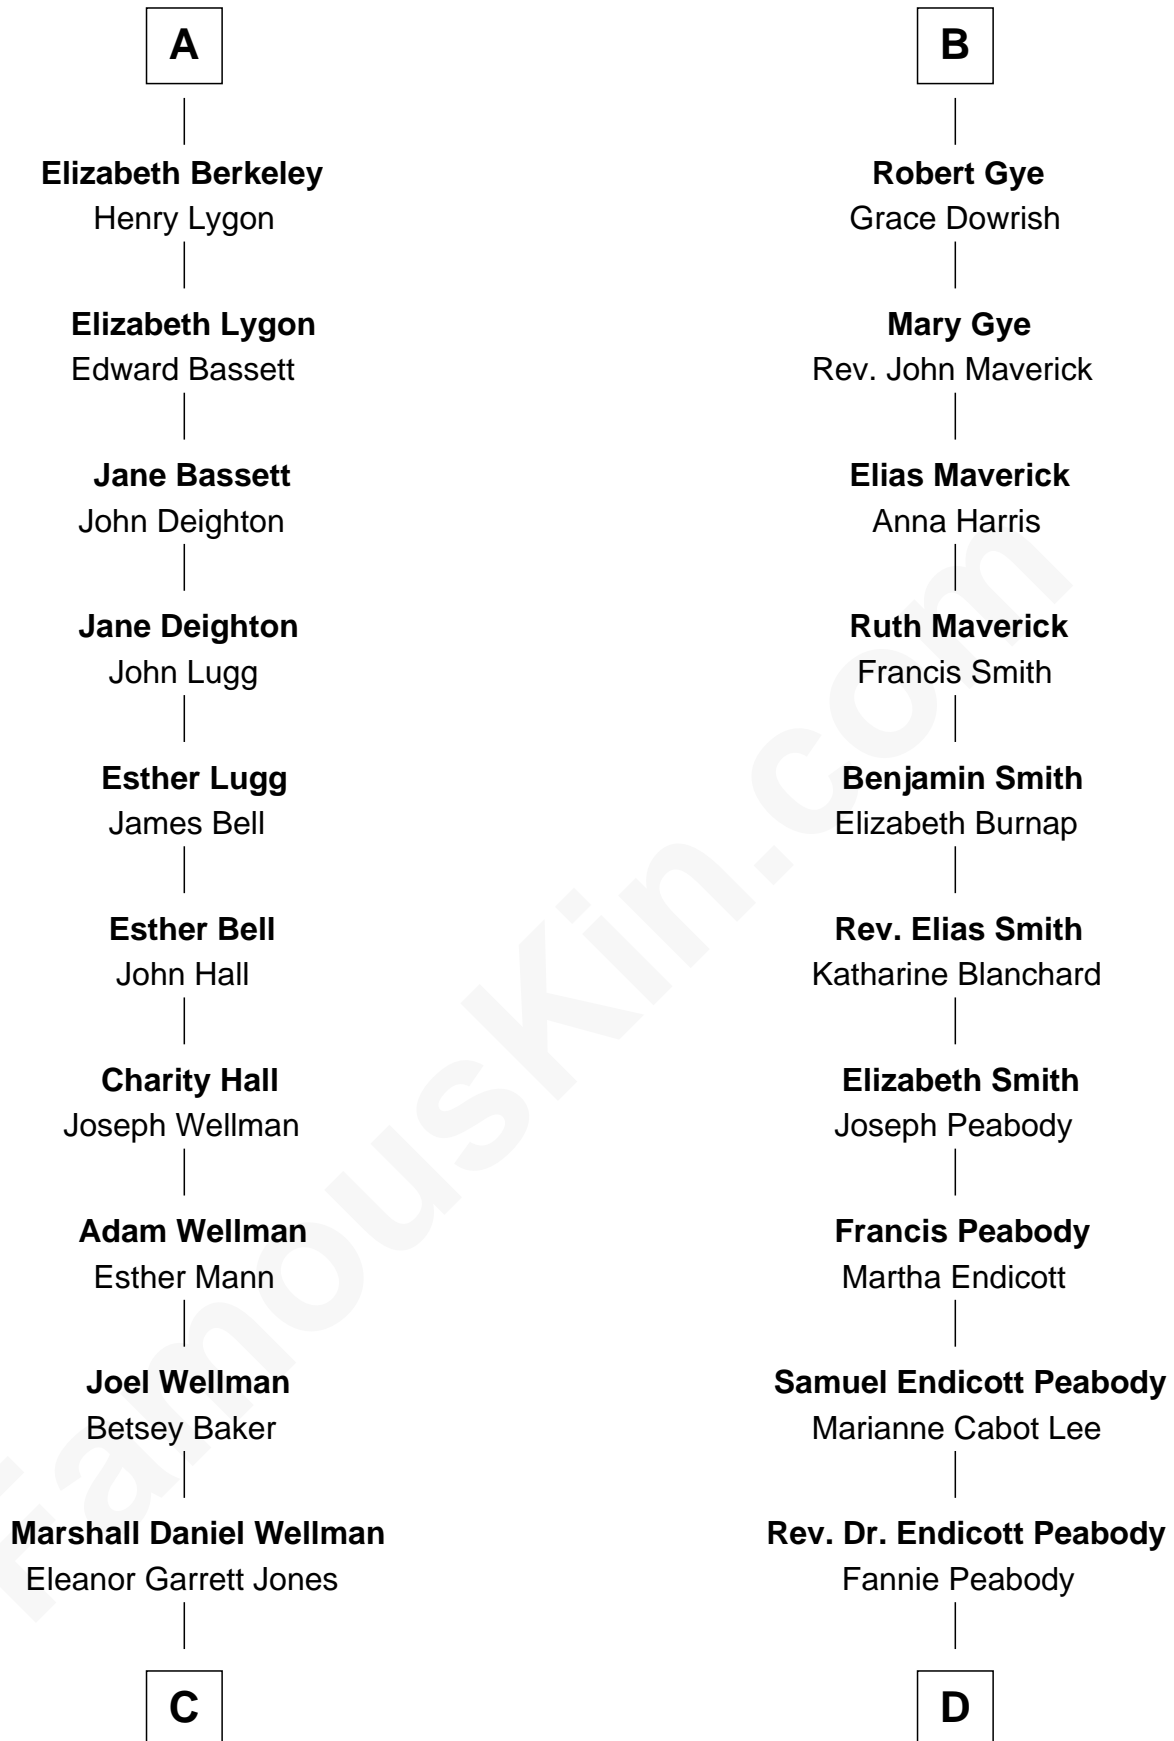 A
Elizabeth Berkeley
Henry Lygon
Elizabeth Lygon
Edward Bassett
Jane Bassett
John Deighton
Jane Deighton
John Lugg
Esther Lugg
James Bell
Esther Bell
John Hall
Charity Hall
Joseph Wellman
Adam Wellman
Esther Mann
Joel Wellman
Betsey Baker
Marshall Daniel Wellman
Eleanor Garrett Jones
C
B
Robert Gye
Grace Dowrish
Mary Gye
Rev. John Maverick
Elias Maverick
Anna Harris
Ruth Maverick
Francis Smith
Benjamin Smith
Elizabeth Burnap
Rev. Elias Smith
Katharine Blanchard
Elizabeth Smith
Joseph Peabody
Francis Peabody
Martha Endicott
Samuel Endicott Peabody
Marianne Cabot Lee
Rev. Dr. Endicott Peabody
Fannie Peabody
D
FamousKin.com